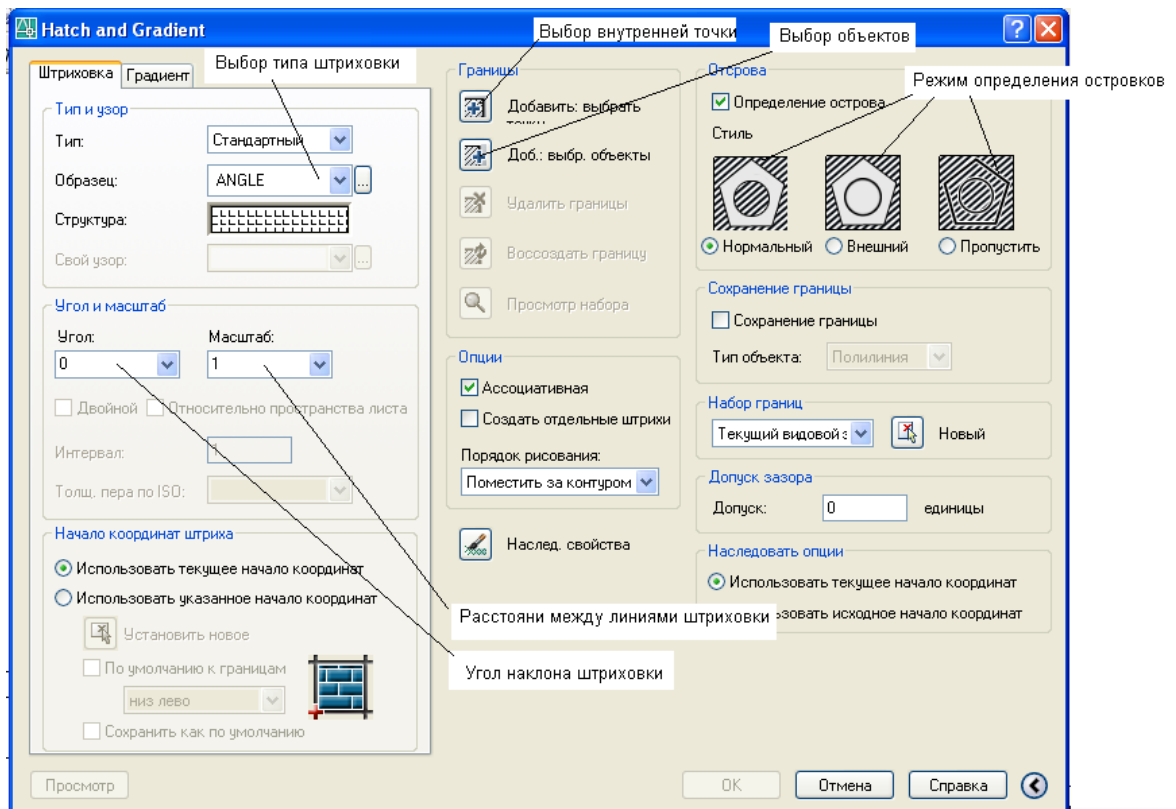 Hatch and Gradient
Выбор внутренней точки
Выбор объектов
Штриховка
Градиент
Выбор типа штриховки
Тип и узор
Тип:
Стандартный
Образец:
ANGLE
...
Структура:
Свой узор:
...
Угол и масштаб
Угол:
Масштаб:
0
1
Двойной
Относительно пространства листа
Интервал:
1
Толщ. пера по ISO:
Начало координат штриха
Использовать текущее начало координат
Использовать указанное начало координат
Установить новое
По умолчанию к границам
низ лево
Сохранить как по умолчанию
Просмотр
Границы
Добавить: выбрать
Доб.: выбр. объекты
Удалить границы
Воссоздать границу
Просмотр набора
Опции
Ассоциативная
Создать отдельные штрихи
Порядок рисования:
Поместить за контуром
Наслед. свойства
Расстояни между линиями штриховки
Угол наклона штриховки
Отсрова
Режим определения островков
Определение острова
Стиль
Нормальный
Внешний
Пропустить
Сохранение границы
Сохранение границы
Тип объекта:
Полилиния
Набор границ
Текущий видовой э
Новый
Допуск зазора
Допуск:
0
единицы
Наследовать опции
Использовать текущее начало координат
ьзовать исходное начало координат
OK
Отмена
Справка